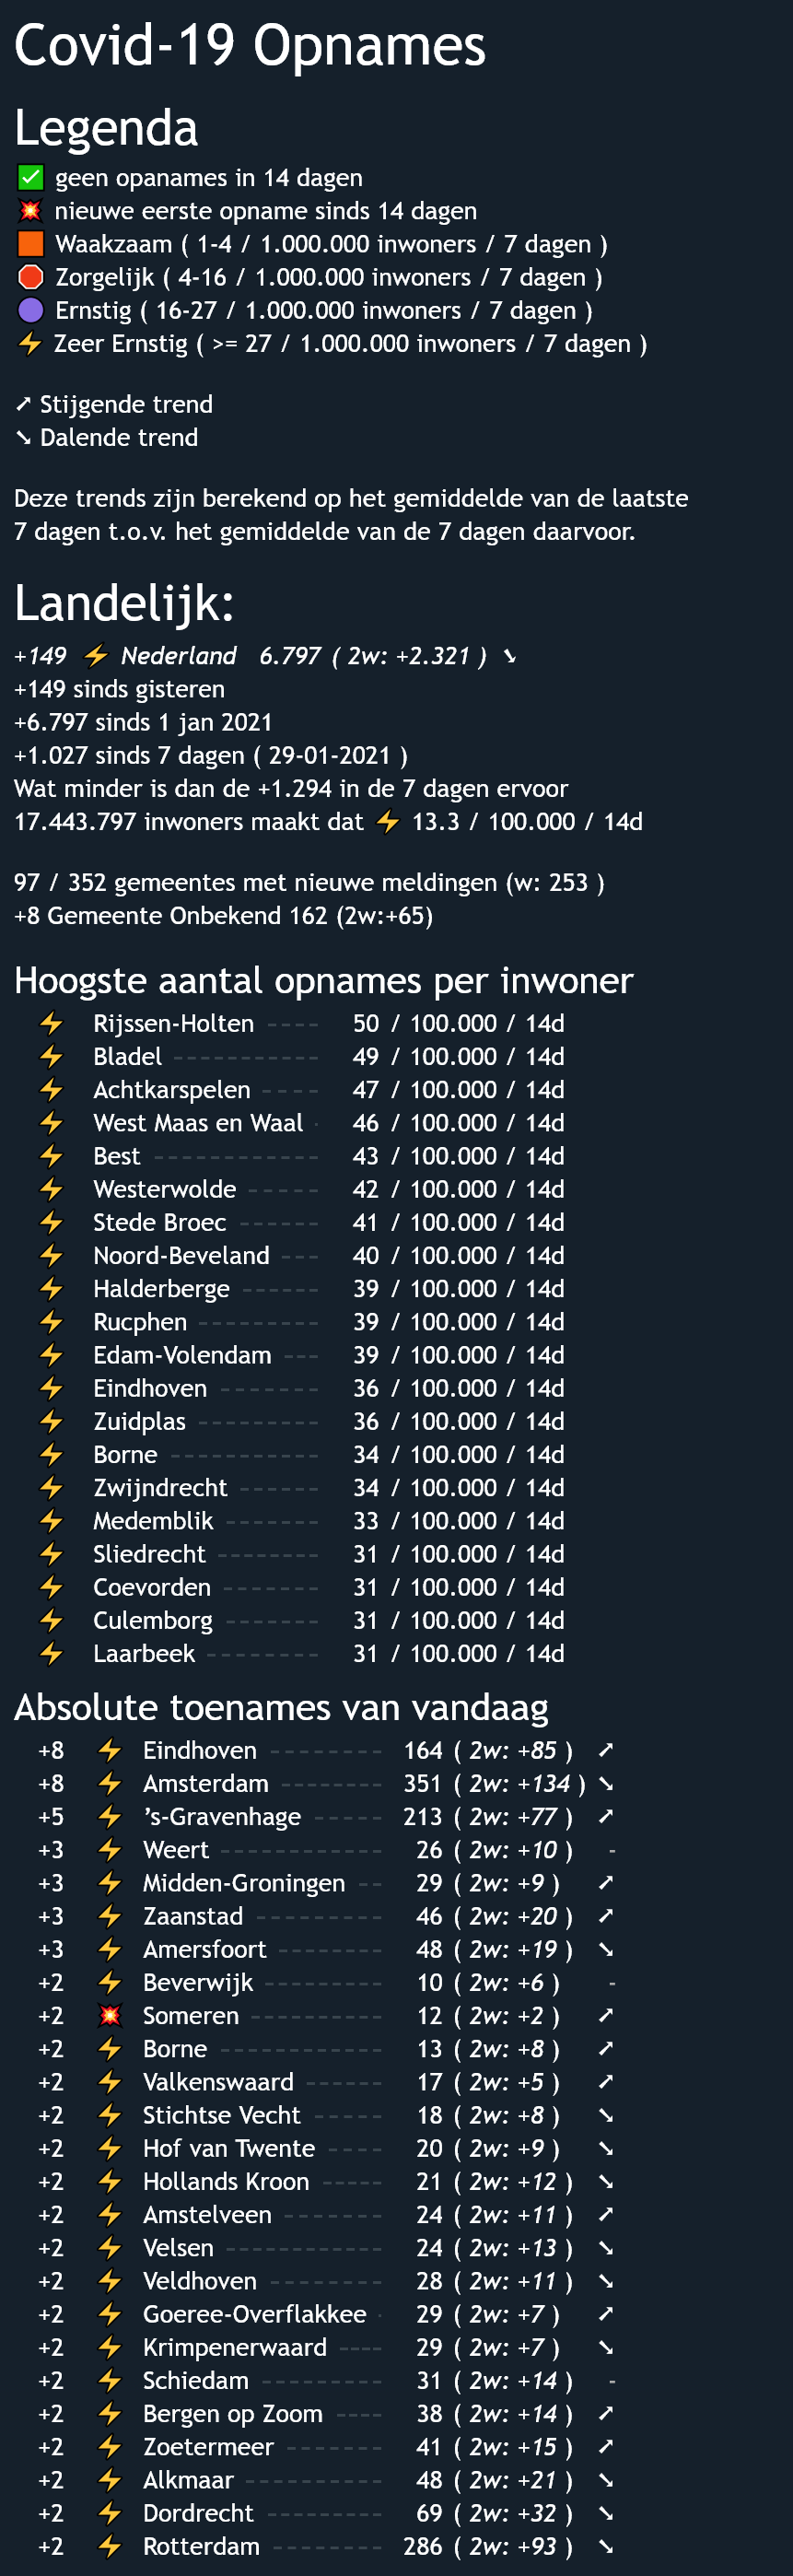 Covid-19 Opnames
Legenda
✅ geen opanames in 14 dagen
💥 nieuwe eerste opname sinds 14 dagen
🟧 Waakzaam ( 1-4 / 1.000.000 inwoners / 7 dagen )
🛑 Zorgelijk ( 4-16 / 1.000.000 inwoners / 7 dagen )
🟣 Ernstig ( 16-27 / 1.000.000 inwoners / 7 dagen )
⚡ Zeer Ernstig ( >= 27 / 1.000.000 inwoners / 7 dagen )
➚ Stijgende trend
➘ Dalende trend
Deze trends zijn berekend op het gemiddelde van de laatste
7 dagen t.o.v. het gemiddelde van de 7 dagen daarvoor.
Landelijk:
+149 ⚡ Nederland 6.797 ( 2w: +2.321 ) ➘
+149 sinds gisteren
+6.797 sinds 1 jan 2021
+1.027 sinds 7 dagen ( 29-01-2021 )
Wat minder is dan de +1.294 in de 7 dagen ervoor
17.443.797 inwoners maakt dat ⚡ 13.3 / 100.000 / 14d
97 / 352 gemeentes met nieuwe meldingen (w: 253 )
+8 Gemeente Onbekend 162 (2w:+65)
Hoogste aantal opnames per inwoner
⚡ Rijssen-Holten ---- 50 / 100.000 / 14d
⚡ Bladel ----------- 49 / 100.000 / 14d
⚡ Achtkarspelen ---- 47 / 100.000 / 14d
⚡ West Maas en Waal - 46 / 100.000 / 14d
⚡ Best ------------ 43 / 100.000 / 14d
⚡ Westerwolde ----- 42 / 100.000 / 14d
⚡ Stede Broec ------ 41 / 100.000 / 14d
⚡ Noord-Beveland --- 40 / 100.000 / 14d
⚡ Halderberge ------ 39 / 100.000 / 14d
⚡ Rucphen --------- 39 / 100.000 / 14d
⚡ Edam-Volendam --- 39 / 100.000 / 14d
⚡ Eindhoven ------- 36 / 100.000 / 14d
⚡ Zuidplas --------- 36 / 100.000 / 14d
⚡ Borne ----------- 34 / 100.000 / 14d
⚡ Zwijndrecht ------ 34 / 100.000 / 14d
⚡ Medemblik ------- 33 / 100.000 / 14d
⚡ Sliedrecht -------- 31 / 100.000 / 14d
⚡ Coevorden ------- 31 / 100.000 / 14d
⚡ Culemborg ------- 31 / 100.000 / 14d
⚡ Laarbeek -------- 31 / 100.000 / 14d
Absolute toenames van vandaag
+8 ⚡ Eindhoven --------- 164 ( 2w: +85 ) ➚
+8 ⚡ Amsterdam -------- 351 ( 2w: +134 ) ➘
+5 ⚡ ’s-Gravenhage ----- 213 ( 2w: +77 ) ➚
+3 ⚡ Weert ------------- 26 ( 2w: +10 ) -
+3 ⚡ Midden-Groningen -- 29 ( 2w: +9 ) ➚
+3 ⚡ Zaanstad ---------- 46 ( 2w: +20 ) ➚
+3 ⚡ Amersfoort -------- 48 ( 2w: +19 ) ➘
+2 ⚡ Beverwijk --------- 10 ( 2w: +6 ) -
+2 💥 Someren ---------- 12 ( 2w: +2 ) ➚
+2 ⚡ Borne ------------- 13 ( 2w: +8 ) ➚
+2 ⚡ Valkenswaard ------ 17 ( 2w: +5 ) ➚
+2 ⚡ Stichtse Vecht ----- 18 ( 2w: +8 ) ➘
+2 ⚡ Hof van Twente ---- 20 ( 2w: +9 ) ➘
+2 ⚡ Hollands Kroon ----- 21 ( 2w: +12 ) ➘
+2 ⚡ Amstelveen -------- 24 ( 2w: +11 ) ➚
+2 ⚡ Velsen ------------ 24 ( 2w: +13 ) ➘
+2 ⚡ Veldhoven --------- 28 ( 2w: +11 ) ➘
+2 ⚡ Goeree-Overflakkee - 29 ( 2w: +7 ) ➚
+2 ⚡ Krimpenerwaard ---- 29 ( 2w: +7 ) ➘
+2 ⚡ Schiedam ---------- 31 ( 2w: +14 ) -
+2 ⚡ Bergen op Zoom ---- 38 ( 2w: +14 ) ➚
+2 ⚡ Zoetermeer -------- 41 ( 2w: +15 ) ➚
+2 ⚡ Alkmaar ----------- 48 ( 2w: +21 ) ➘
+2 ⚡ Dordrecht --------- 69 ( 2w: +32 ) ➘
+2 ⚡ Rotterdam --------- 286 ( 2w: +93 ) ➘